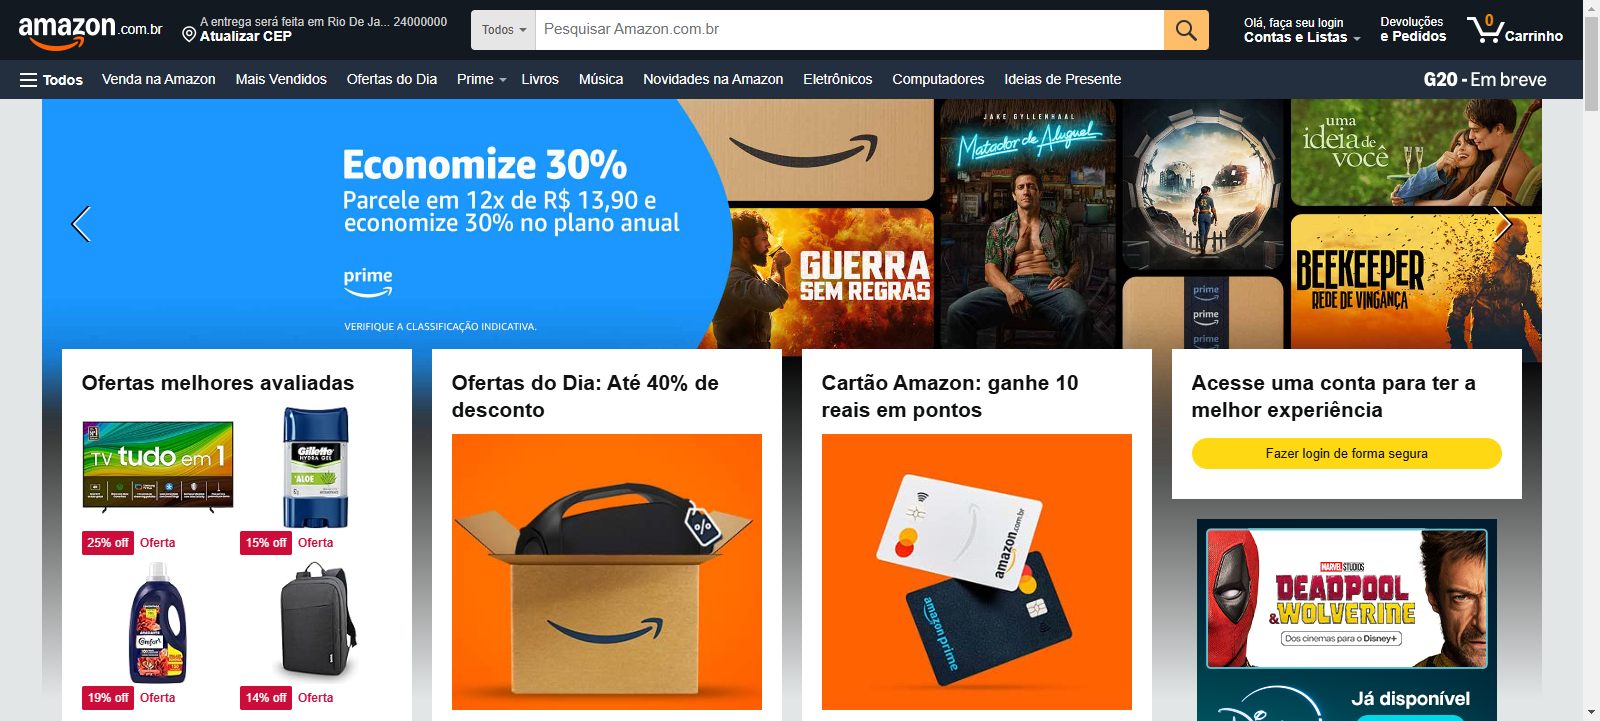 amazon.com.br
A entrega será feita em Rio De Ja... 24000000
Atualizar CEP
Todos
Pesquisar Amazon.com.br
Olá, faça seu login
Contas e Listas
Devoluções
e Pedidos
0
Carrinho
Todos
Venda na Amazon
Mais Vendidos
Ofertas do Dia
Prime
Livros
Música
Novidades na Amazon
Eletrônicos
Computadores
Ideias de Presente
G20 - Em breve
Economize 30%
Parcele em 12x de R$ 13,90 e
economize 30% no plano anual
prime
VERIFIQUE A CLASSIFICAÇÃO INDICATIVA.
GUERRA
SEM REGRAS
JAKE GYLLENHAAL
Matador de Aluguel
prime
prime
prime
uma
ideia de
você
BEEKEEPER
REDE DE VINGANÇA
Ofertas melhores avaliadas
TV tudo em 1
Gillette
HYDRA GEL
ALOE
25% off
Oferta
15% off
Oferta
Comfort
19% off
Oferta
14% off
Oferta
Ofertas do Dia: Até 40% de
desconto
%
Cartão Amazon: ganhe 10
reais em pontos
amazon.com.br
amazon prime
Acesse uma conta para ter a
melhor experiência
Fazer login de forma segura
MARVEL STUDIOS
DEADPOOL
& WOLVERINE
Dos cinemas para o Disney+
Já disponível